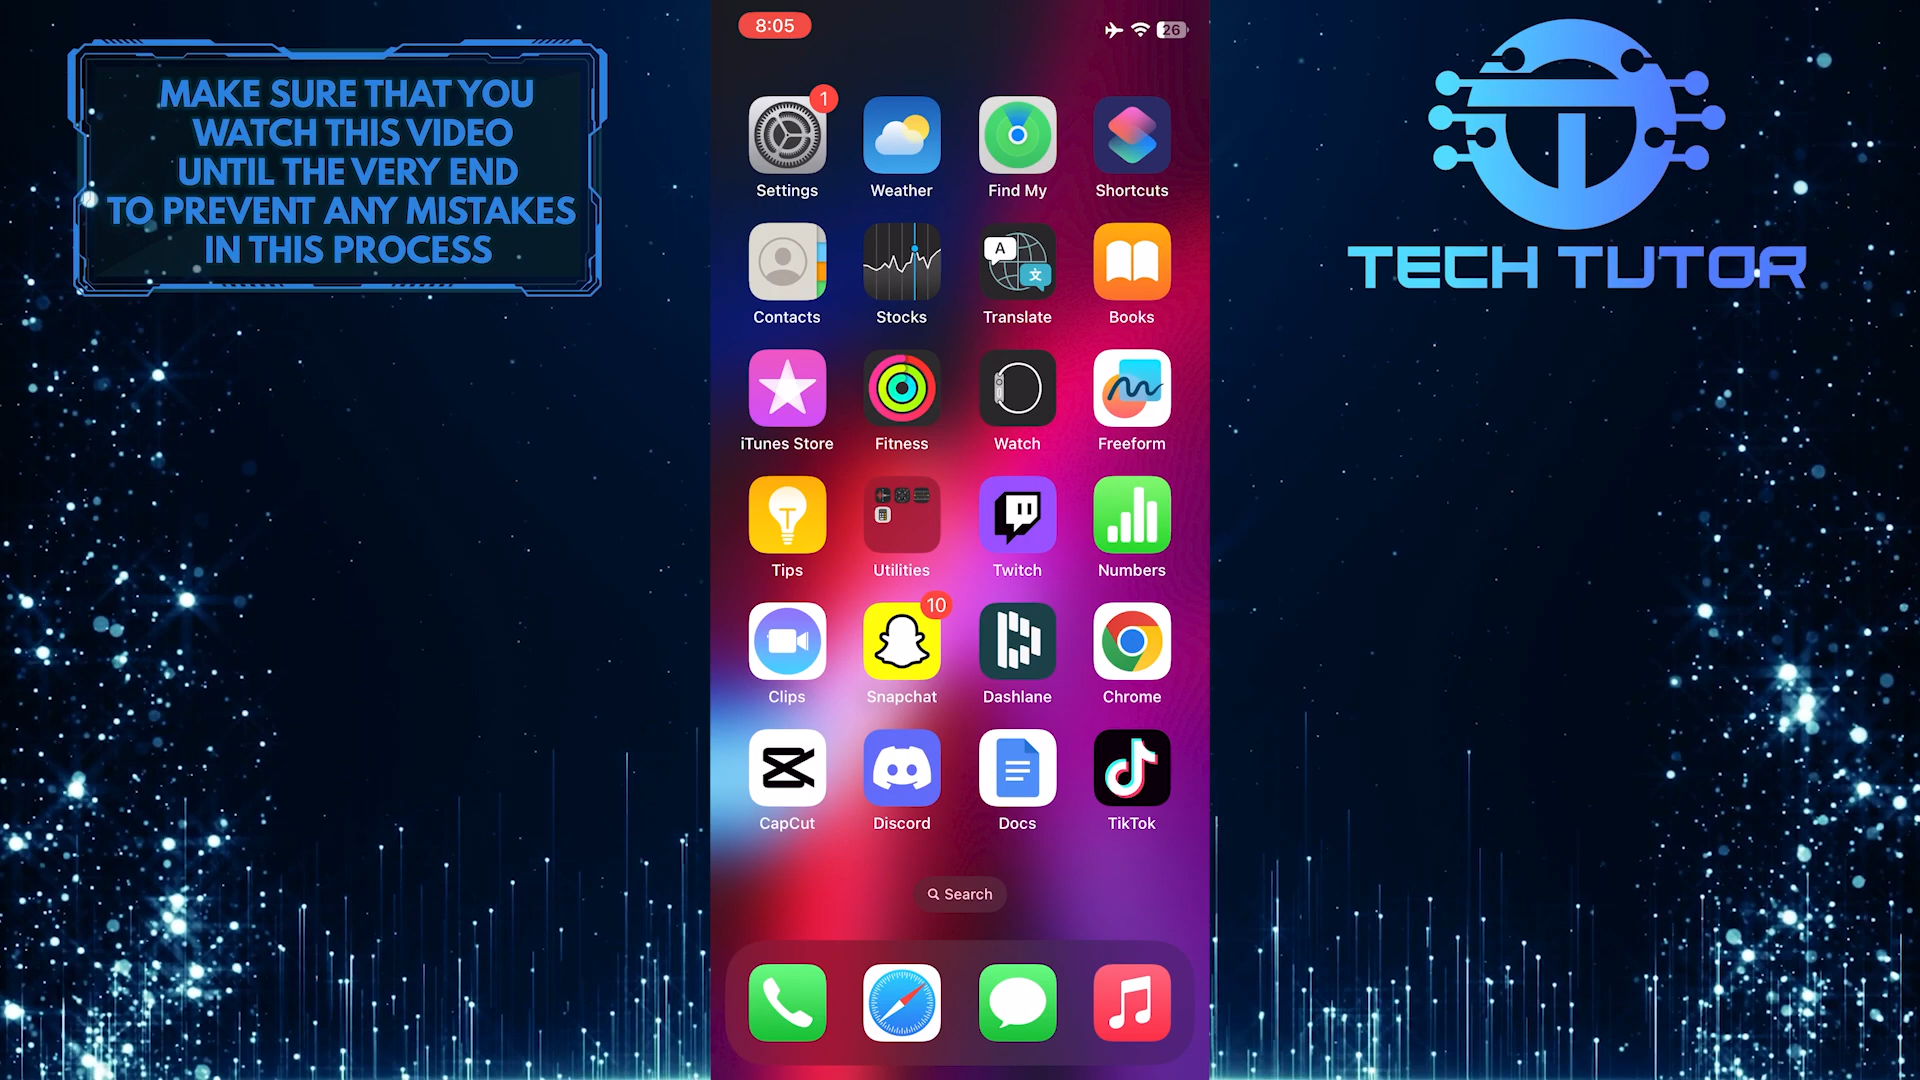 MAKE SURE THAT YOU
WATCH THIS VIDEO
UNTIL THE VERY END
TO PREVENT ANY MISTAKES
IN THIS PROCESS
8:05
26
1
Settings
Weather
Find My
Shortcuts
A
文
Contacts
Stocks
Translate
Books
iTunes Store
Fitness
Watch
Freeform
Tips
Utilities
Twitch
Numbers
10
Clips
Snapchat
Dashlane
Chrome
CapCut
Discord
Docs
TikTok
Search
T
TECH TUTOR